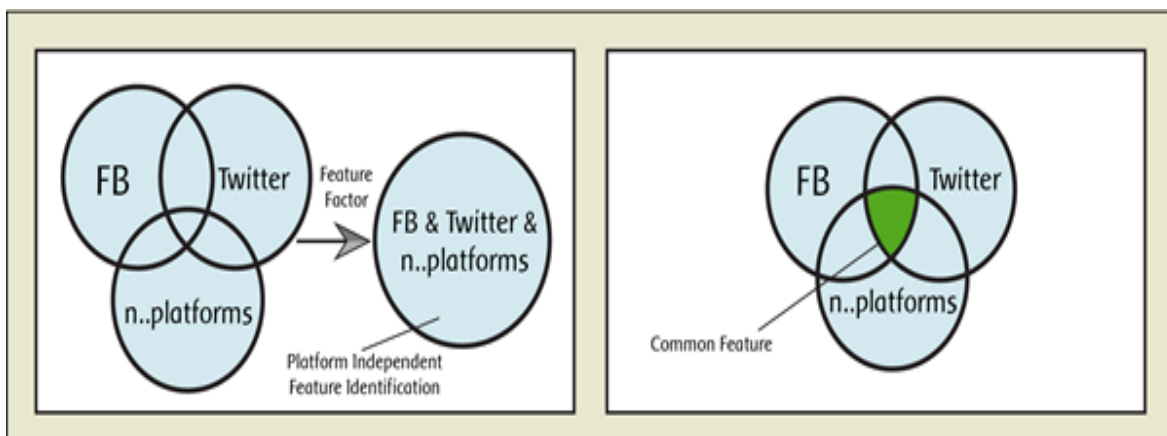 FB
Twitter
n..platforms
Feature
Factor
FB & Twitter &
n..platforms
Platform Independent
Feature Identification
FB
Twitter
n..platforms
Common Feature